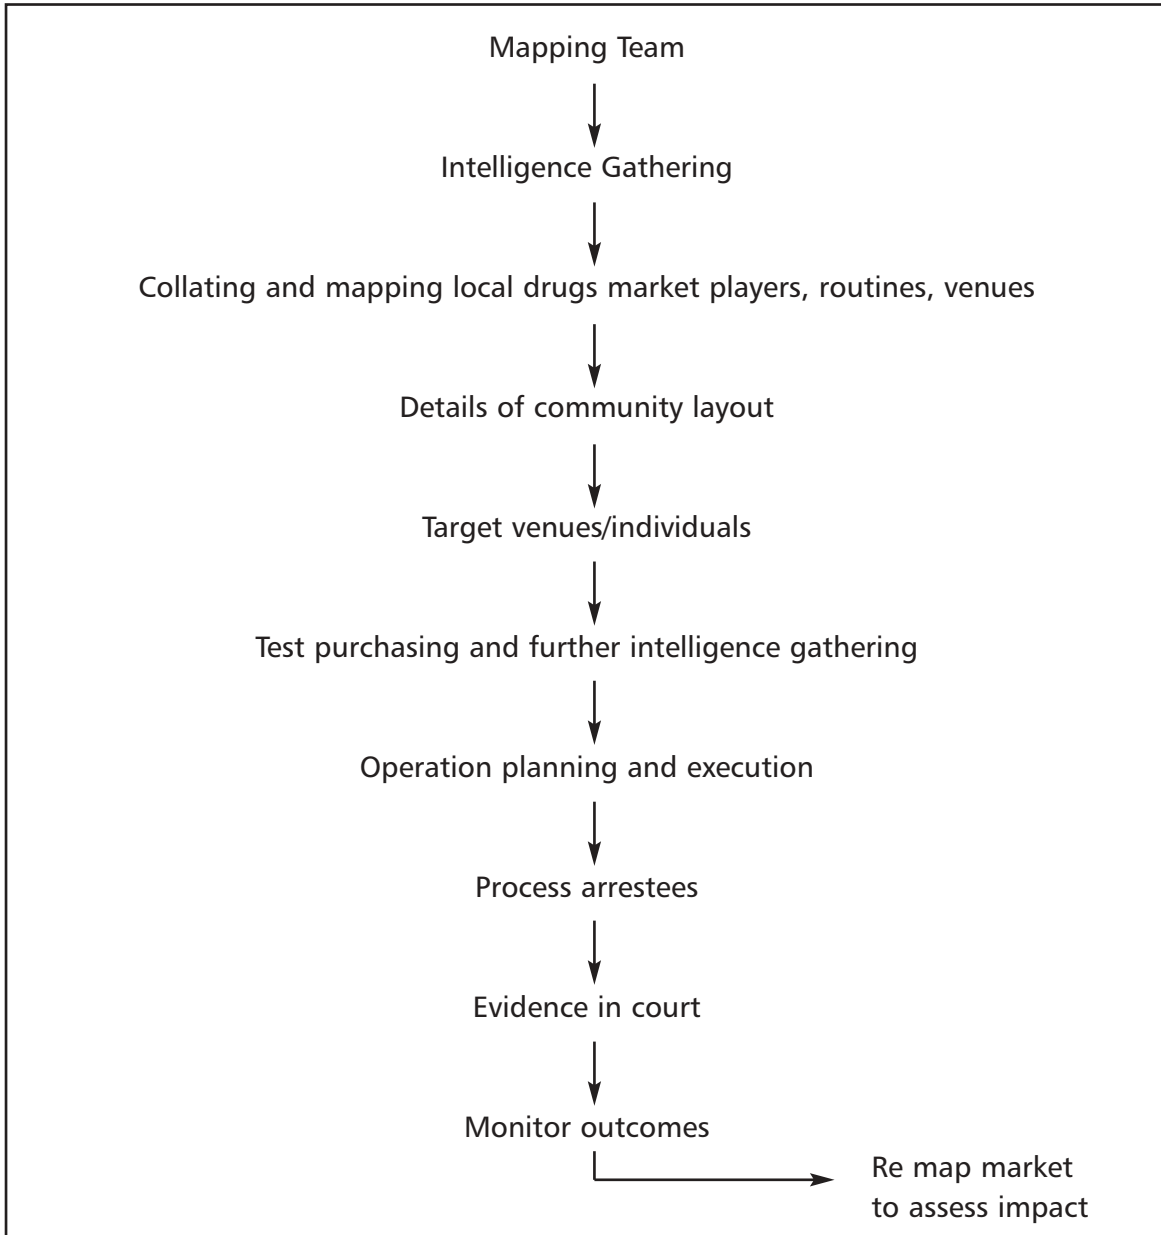 Mapping Team
Intelligence Gathering
Collating and mapping local drugs market players, routines, venues
Details of community layout
Target venues/individuals
Test purchasing and further intelligence gathering
Operation planning and execution
Process arrestees
Evidence in court
Monitor outcomes
Re map market
to assess impact